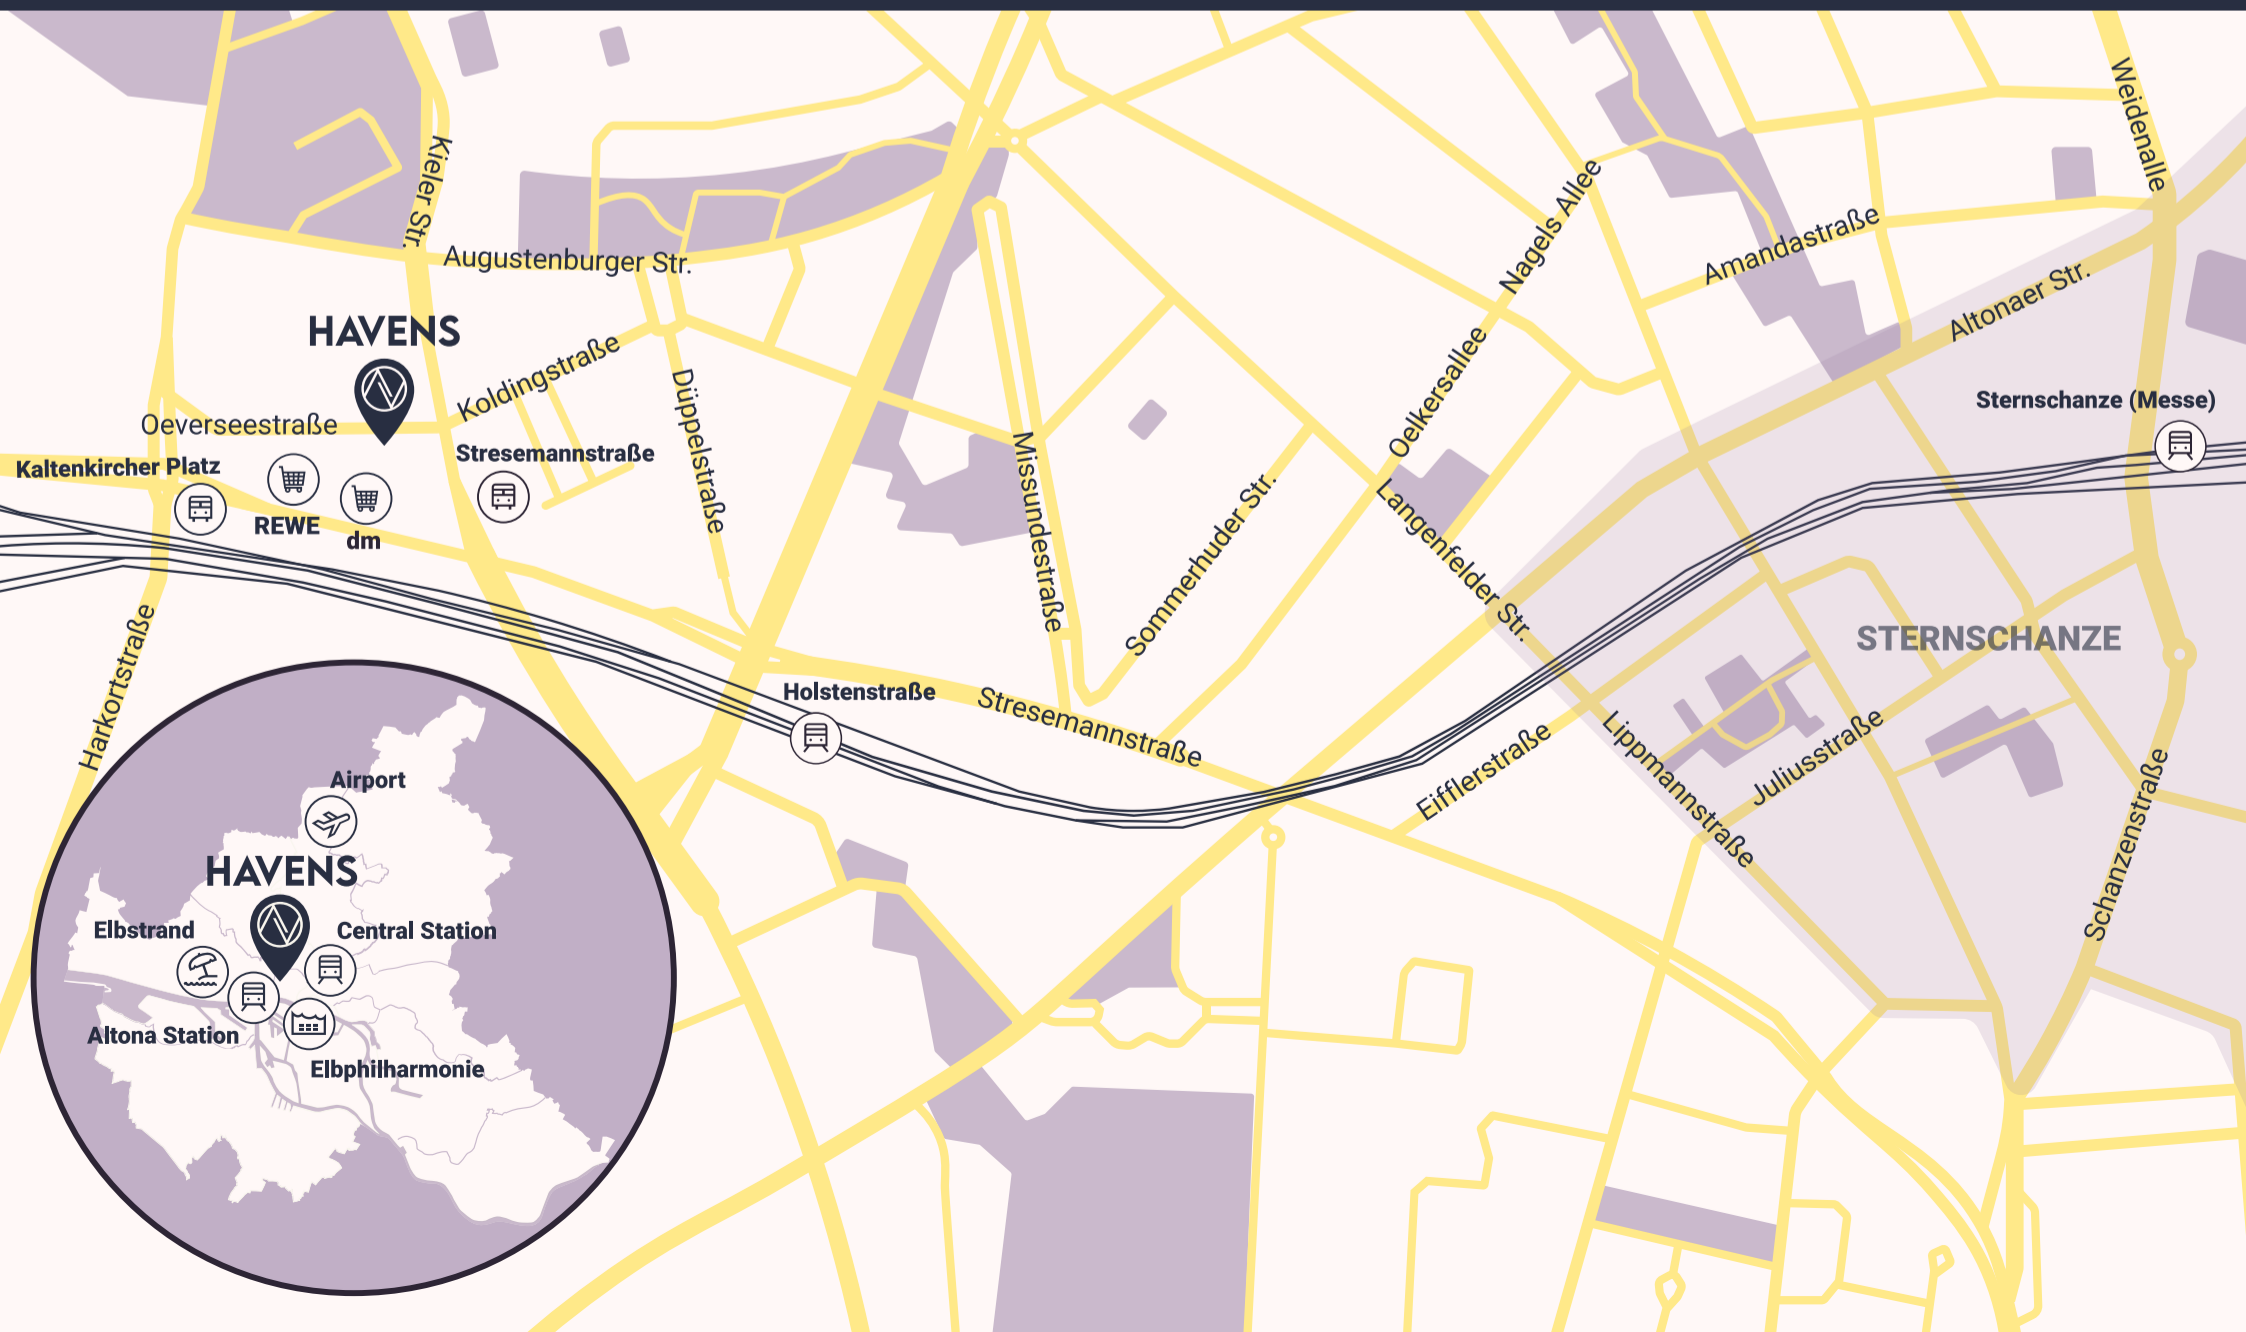 Weidenalle
Kieler Str.
Nagels Allee
Amandastraße
Augustenburger Str.
Altonaer Str.
HAVENS
Koldingstraße
Oelkersallee
Düppelstraße
Sternschanze (Messe)
Oeverseestraße
Stresemannstraße
Kaltenkircher Platz
Missundestraße
Sommerhuder Str.
Langenfelder Str.
REWE
dm
STERNSCHANZE
Harkortstraße
Holstenstraße
Stresemannstraße
Eifflerstraße
Lippmannstraße
Juliusstraße
Schanzenstraße
Airport
HAVENS
Elbstrand
Central Station
Altona Station
Elbphilharmonie